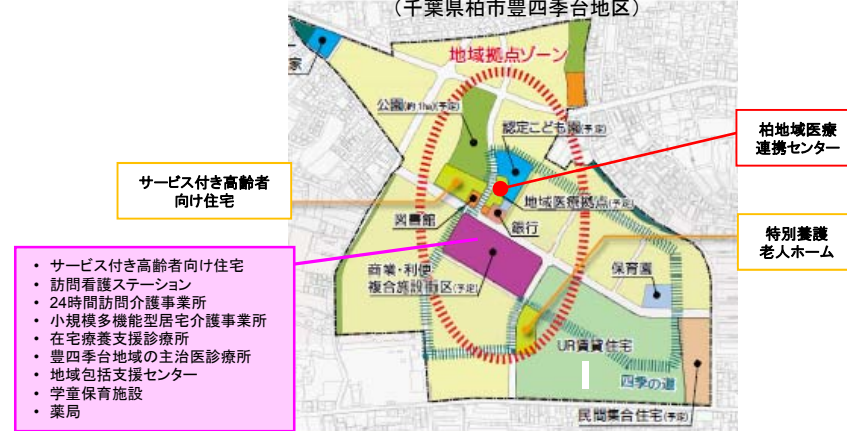 (千葉県柏市豊四季台地区)
家
地域拠点ゾーン
公園(約1ha)(予定)
認定こども園(予定)
柏地域医療
連携センター
サービス付き高齢者
向け住宅
図書館
地域医療拠点(予定)
銀行
特別養護
老人ホーム
商業・利便
複合施設街区(予定)
保育園
・ サービス付き高齢者向け住宅
・ 訪問看護ステーション
・ 24時間訪問介護事業所
・ 小規模多機能型居宅介護事業所
・ 在宅療養支援診療所
・ 豊四季台地域の主治医診療所
・ 地域包括支援センター
・ 学童保育施設
・ 薬局
UR賃貸住宅
四季の道
民間集合住宅(予定)